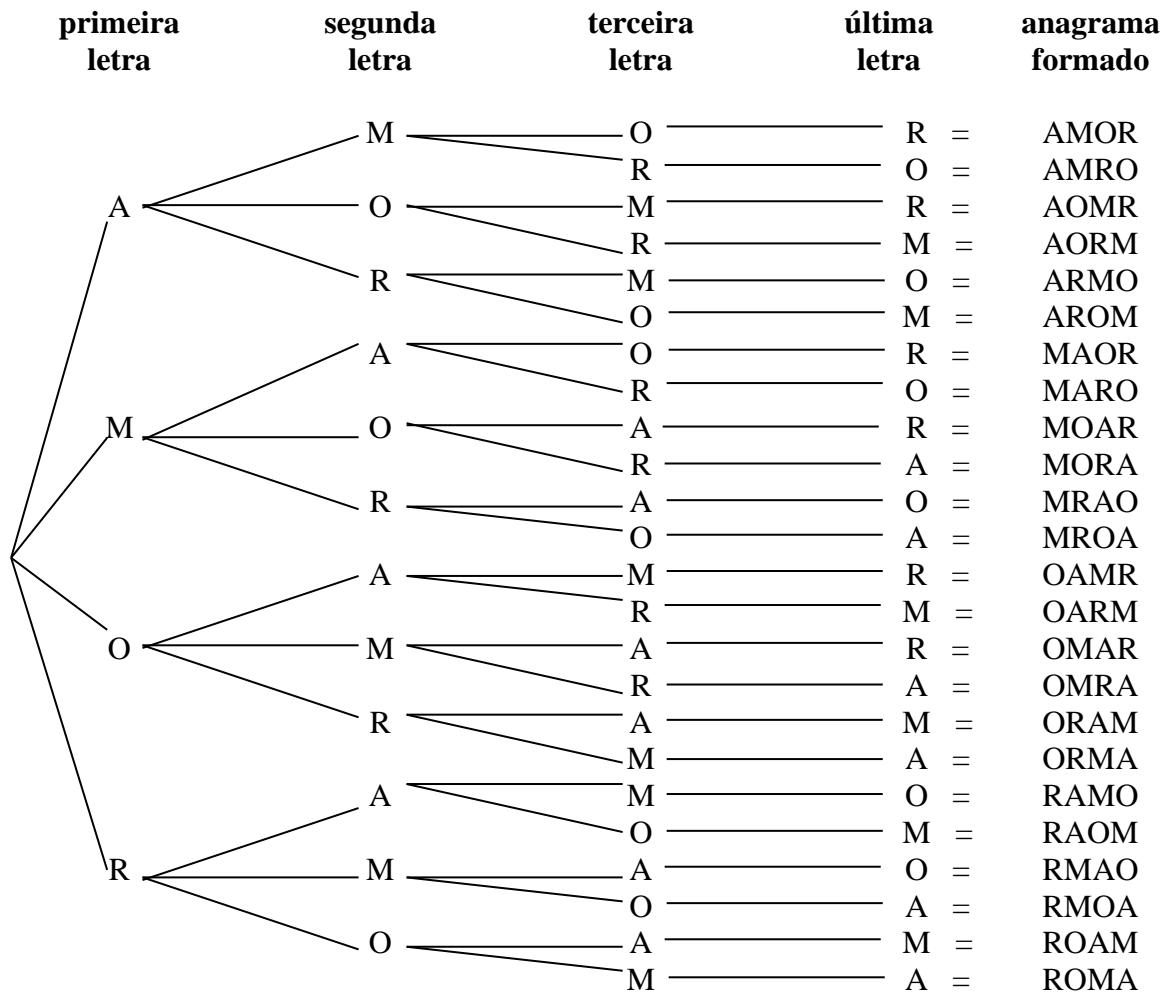 primeira segunda terceira última anagrama
letra letra letra letra formado
M O R = AMOR
R O = AMRO
A O M R = AOMR
R M = AORM
R M O = ARMO
O M = AROM
A O R = MAOR
R O = MARO
M O A R = MOAR
R A = MORA
R A O = MRAO
O A = MROA
A M R = OAMR
R M = OARM
O M A R = OMAR
R A = OMRA
R A M = ORAM
M A = ORMA
A M O = RAMO
O M = RAOM
R M A O = RMAO
O A = RMOA
O A M = ROAM
M A = ROMA